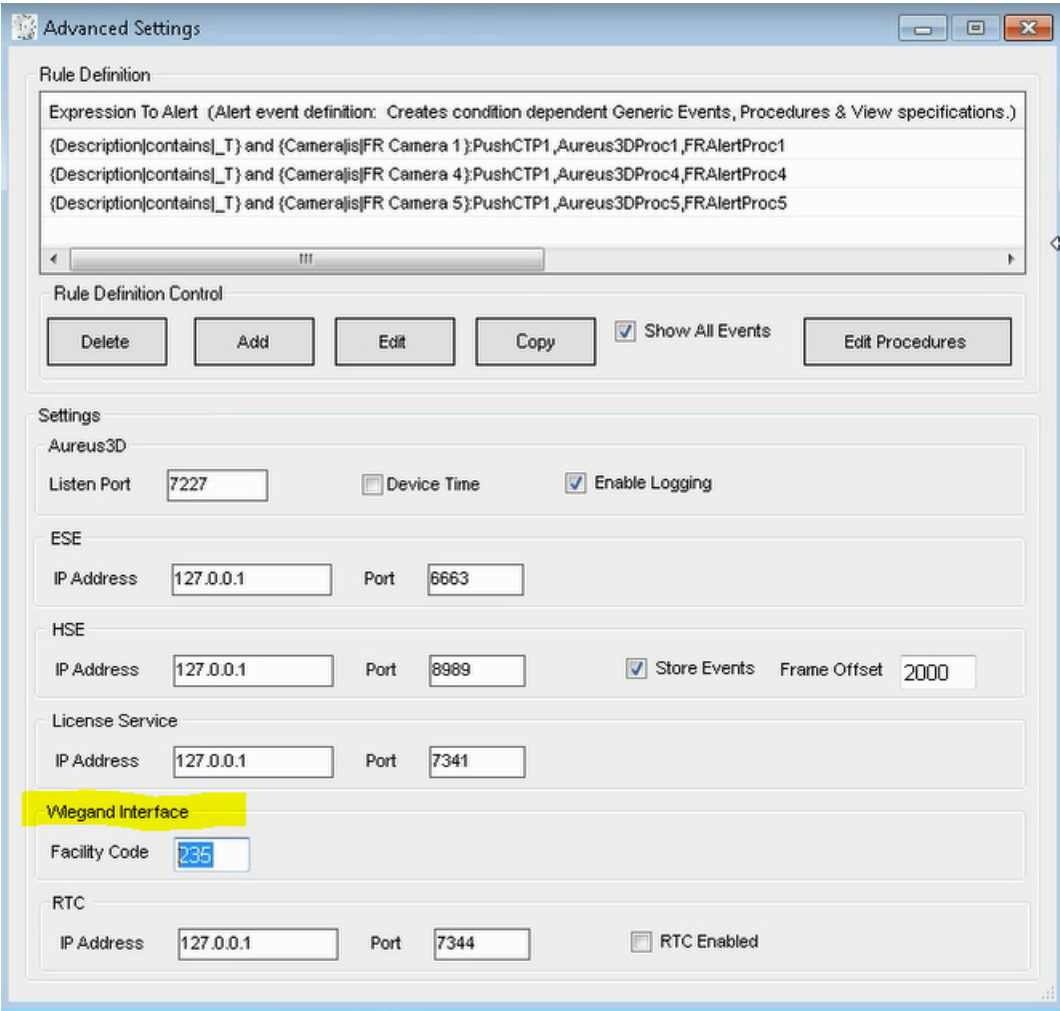 Advanced Settings
Rule Definition
Expression To Alert (Alert event definition: Creates condition dependent Generic Events, Procedures & View specifications.)
{Description|contains|_T} and {Camera|is|FR Camera 1}:PushCTP1,Aureus3DProc1,FRAlertProc1
{Description|contains|_T} and {Camera|is|FR Camera 4}:PushCTP1,Aureus3DProc4,FRAlertProc4
{Description|contains|_T} and {Camera|is|FR Camera 5}:PushCTP1,Aureus3DProc5,FRAlertProc5
Rule Definition Control
Delete Add Edit Copy Show All Events Edit Procedures
Settings
Aureus3D
Listen Port 7227 Device Time Enable Logging
ESE
IP Address 127.0.0.1 Port 6663
HSE
IP Address 127.0.0.1 Port 8989 Store Events Frame Offset 2000
License Service
IP Address 127.0.0.1 Port 7341
Wiegand Interface
Facility Code 235
RTC
IP Address 127.0.0.1 Port 7344 RTC Enabled